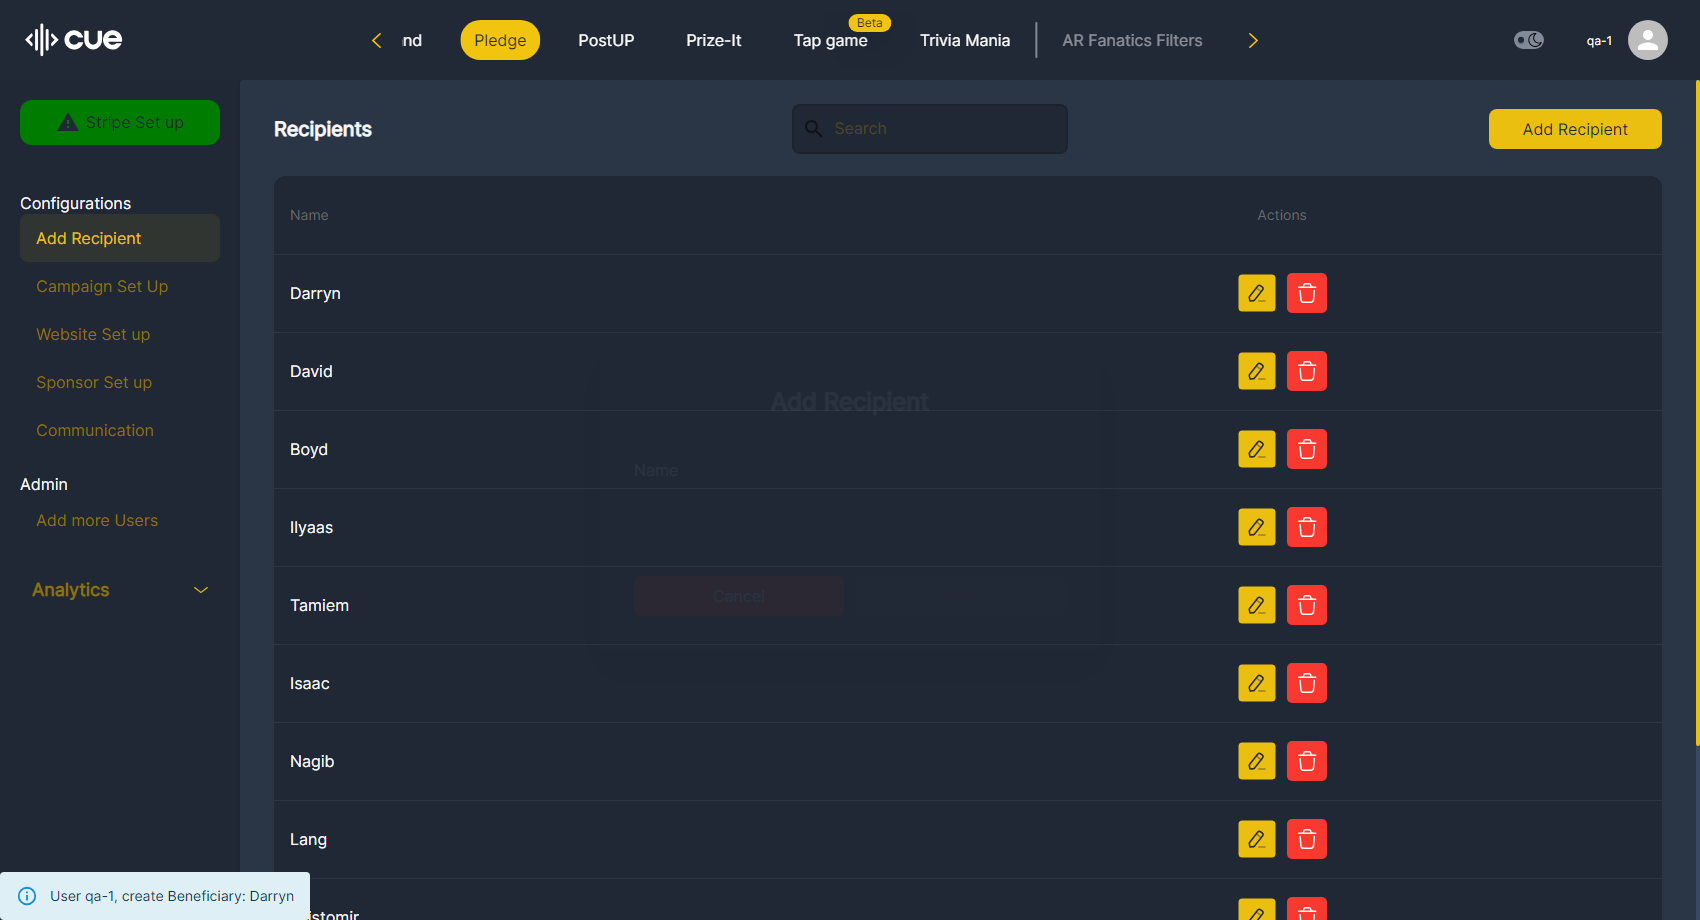 cue
nd
Pledge
PostUP
Prize-It
Beta
Tap game
Trivia Mania
AR Fanatics Filters
qa-1
Stripe Set up
Configurations
Add Recipient
Campaign Set Up
Website Set up
Sponsor Set up
Communication
Admin
Add more Users
Analytics
Recipients
Search
Add Recipient
Name
Actions
Darryn
David
Add Recipient
Boyd
Name
Ilyaas
Cancel
Tamiem
Isaac
Nagib
Lang
User qa-1, create Beneficiary: Darryn
istomir